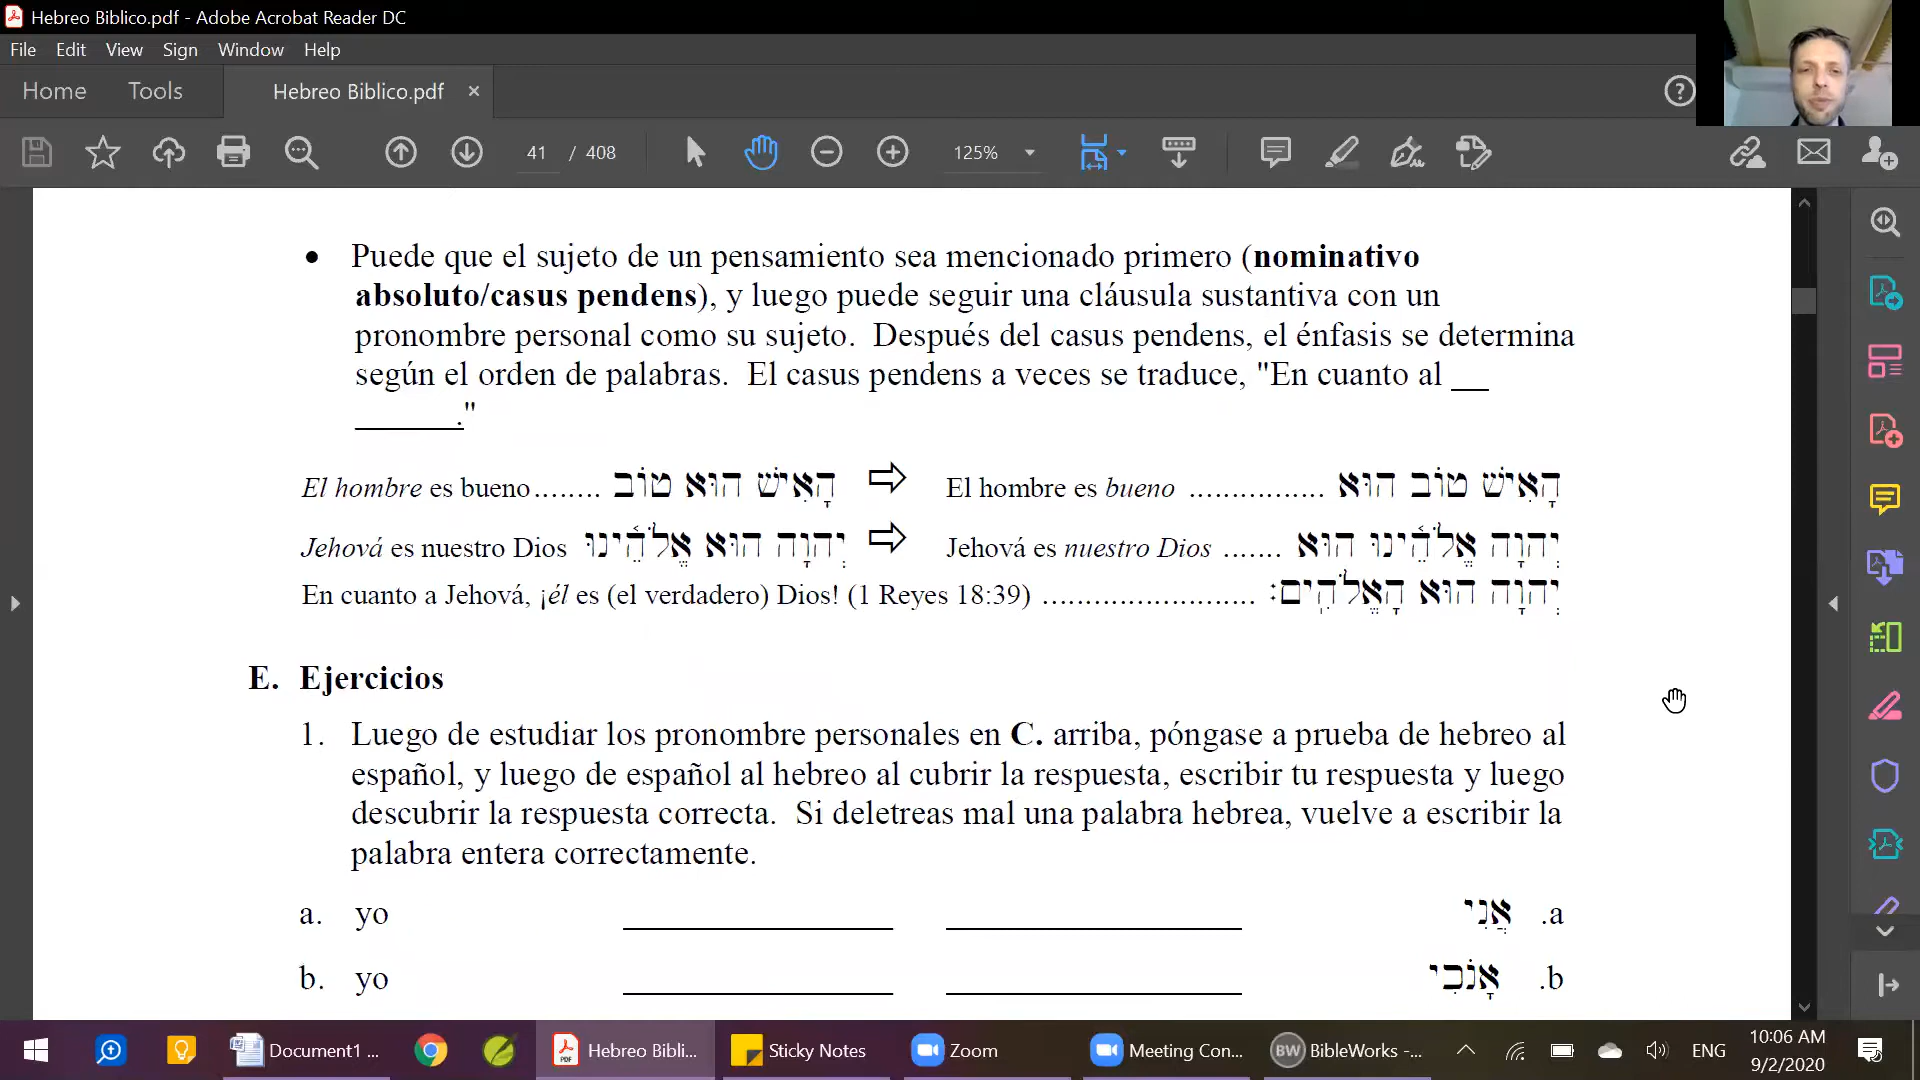 Hebreo Biblico.pdf - Adobe Acrobat Reader DC
File Edit View Sign Window Help
Home Tools Hebreo Biblico.pdf ×
41 / 408 125%
• Puede que el sujeto de un pensamiento sea mencionado primero (nominativo
absoluto/casus pendens), y luego puede seguir una cláusula sustantiva con un
pronombre personal como su sujeto. Después del casus pendens, el énfasis se determina
según el orden de palabras. El casus pendens a veces se traduce, "En cuanto al __
_______."
El hombre es bueno........ הָאִישׁ הוּא טוֹב ⇨ El hombre es bueno ................ הָאִישׁ טוֹב הוּא
Jehová es nuestro Dios יְהוָה הוּא אֱלֹהֵ֫ינוּ ⇨ Jehová es nuestro Dios ....... יְהוָה אֱלֹהֵ֫ינוּ הוּא
En cuanto a Jehová, ¡él es (el verdadero) Dios! (1 Reyes 18:39) ....................... יְהוָה הוּא הָאֱלֹהִֽים׃
E. Ejercicios
1. Luego de estudiar los pronombre personales en C. arriba, póngase a prueba de hebreo al
español, y luego de español al hebreo al cubrir la respuesta, escribir tu respuesta y luego
descubrir la respuesta correcta. Si deletreas mal una palabra hebrea, vuelve a escribir la
palabra entera correctamente.
a. yo __________ __________ אֲנִי .a
b. yo __________ __________ אָנֹכִי .b
Document1 ... Hebreo Bibli... Sticky Notes Zoom Meeting Con... BW BibleWorks -... ENG 10:06 AM
9/2/2020